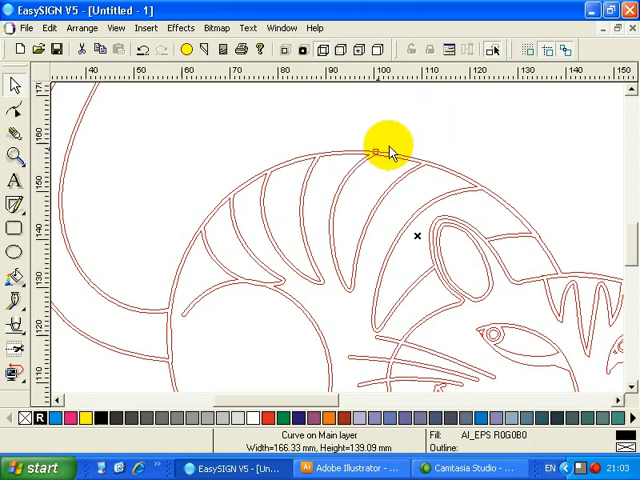 EasySIGN V5 - [Untitled - 1]
File Edit Arrange View Insert Effects Bitmap Text Window Help
40 50 60 70 80 90 100 110 120 130 140 150
170
160
150
140
130
120
110
R
Curve on Main layer
Width=166.33 mm, Height=139.09 mm
Fill: AI_EPS R0G0B0
Outline:
start EasySIGN V5 - [Un... Adobe Illustrator - ... Camtasia Studio - ... EN 21:03